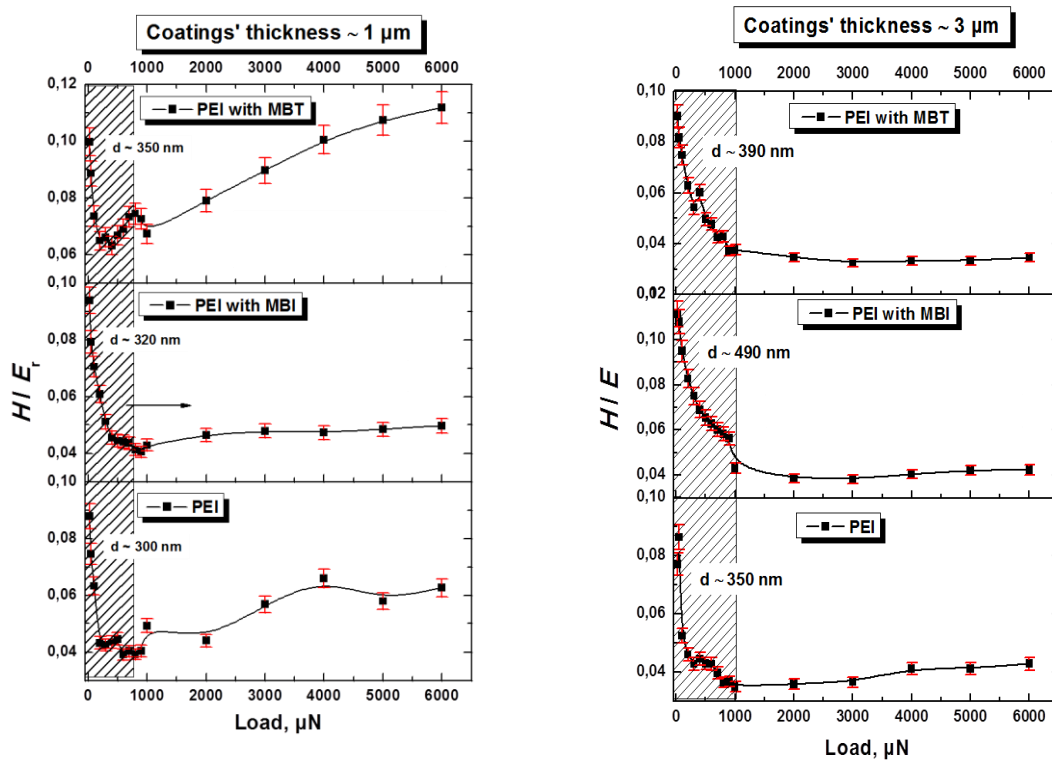 Coatings' thickness ~ 1 µm
0 1000 2000 3000 4000 5000 6000
0,12
PEI with MBT
0,10
d ~ 350 nm
0,08
0,06
0,10
PEI with MBI
0,08
d ~ 320 nm
0,06
0,04
0,10
PEI
0,08
d ~ 300 nm
0,06
0,04
H / Er
0 1000 2000 3000 4000 5000 6000
Load, µN
Coatings' thickness ~ 3 µm
0 1000 2000 3000 4000 5000 6000
0,10
PEI with MBT
0,08
d ~ 390 nm
0,06
0,04
PEI with MBI
0,10
d ~ 490 nm
0,08
0,06
0,04
0,10
PEI
0,08
d ~ 350 nm
0,06
0,04
H / E
0 1000 2000 3000 4000 5000 6000
Load, µN